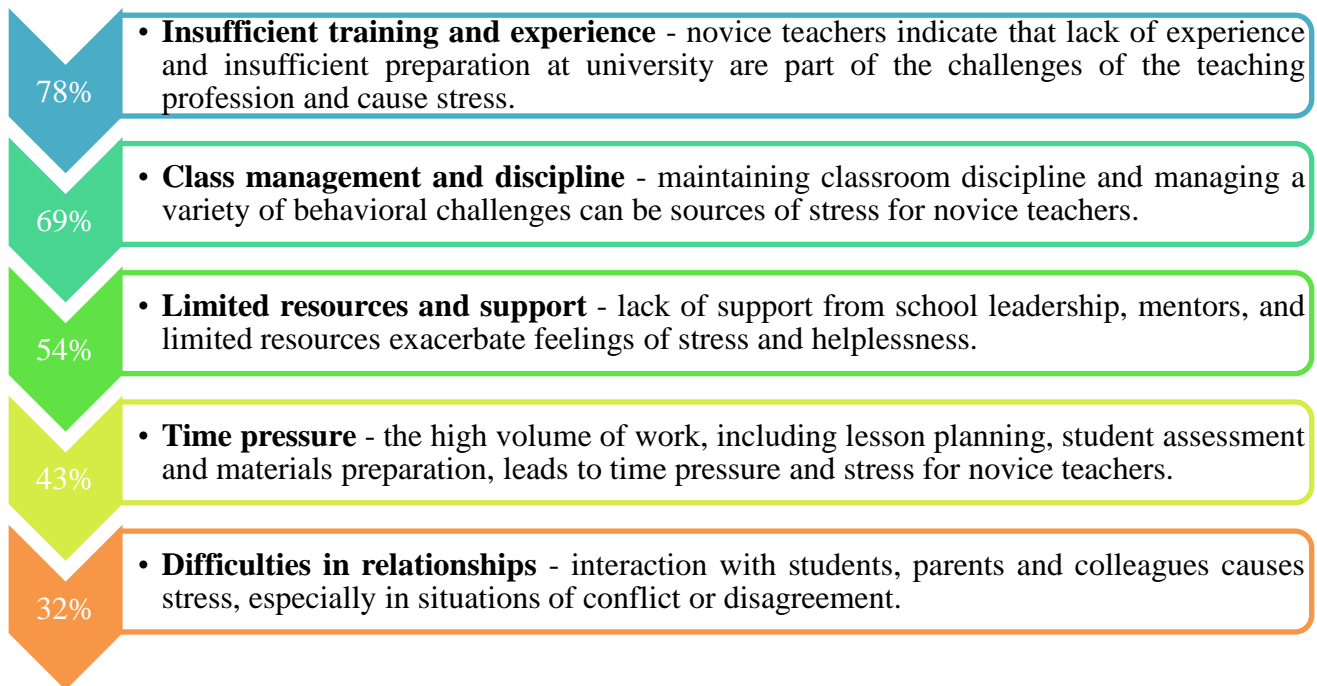 78%
• Insufficient training and experience - novice teachers indicate that lack of experience
and insufficient preparation at university are part of the challenges of the teaching
profession and cause stress.
69%
• Class management and discipline - maintaining classroom discipline and managing a
variety of behavioral challenges can be sources of stress for novice teachers.
54%
• Limited resources and support - lack of support from school leadership, mentors, and
limited resources exacerbate feelings of stress and helplessness.
43%
• Time pressure - the high volume of work, including lesson planning, student assessment
and materials preparation, leads to time pressure and stress for novice teachers.
32%
• Difficulties in relationships - interaction with students, parents and colleagues causes
stress, especially in situations of conflict or disagreement.